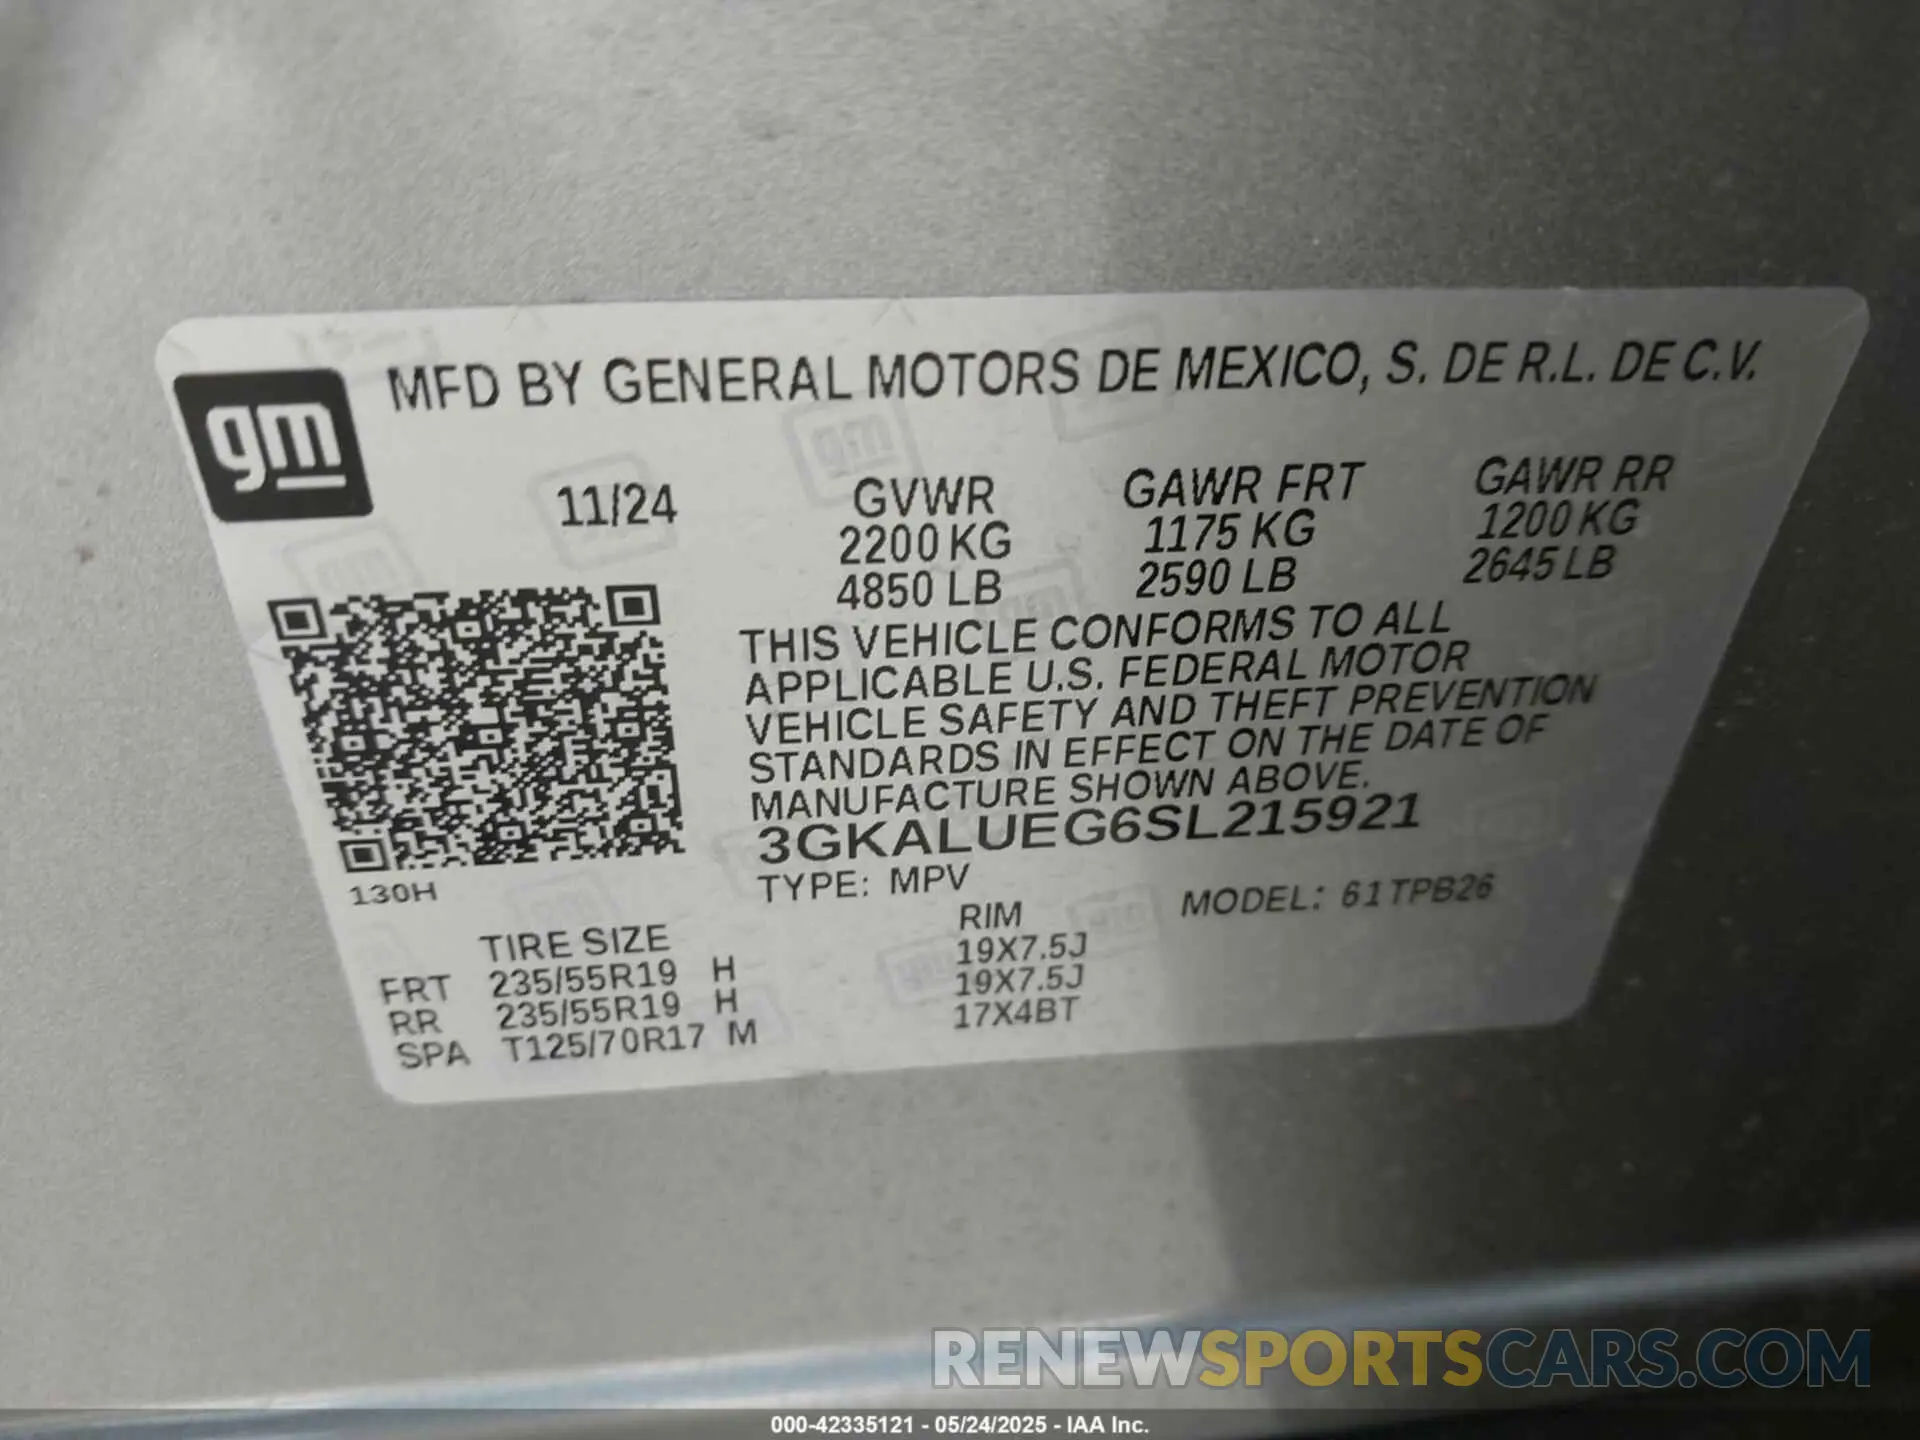 gm
MFD BY GENERAL MOTORS DE MEXICO, S. DE R.L. DE C.V.
11/24 GVWR GAWR FRT GAWR RR
2200 KG 1175 KG 1200 KG
4850 LB 2590 LB 2645 LB
THIS VEHICLE CONFORMS TO ALL
APPLICABLE U.S. FEDERAL MOTOR
VEHICLE SAFETY AND THEFT PREVENTION
STANDARDS IN EFFECT ON THE DATE OF
MANUFACTURE SHOWN ABOVE.
3GKALUEG6SL215921
130H TYPE: MPV MODEL: 61TPB26
TIRE SIZE RIM
FRT 235/55R19 H 19X7.5J
RR 235/55R19 H 19X7.5J
SPA T125/70R17 M 17X4BT
RENEWSPORTSCARS.COM
000-42335121 - 05/24/2025 - IAA Inc.